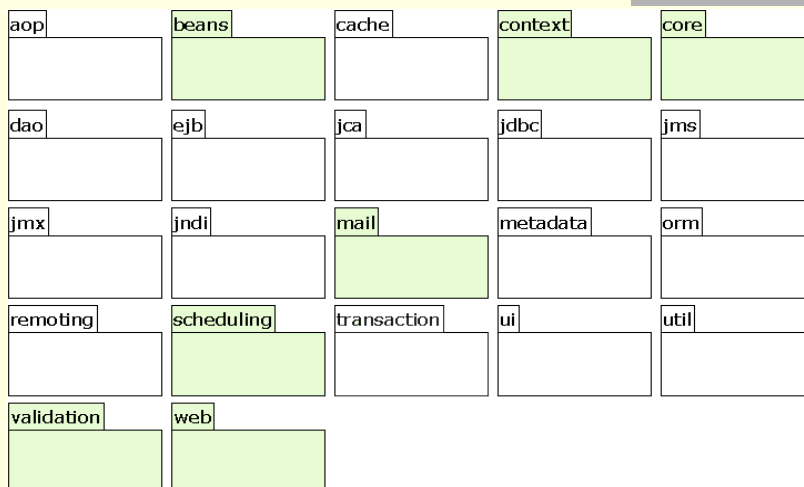 aop beans cache context core
dao ejb jca jdbc jms
jmx jndi mail metadata orm
remoting scheduling transaction ui util
validation web